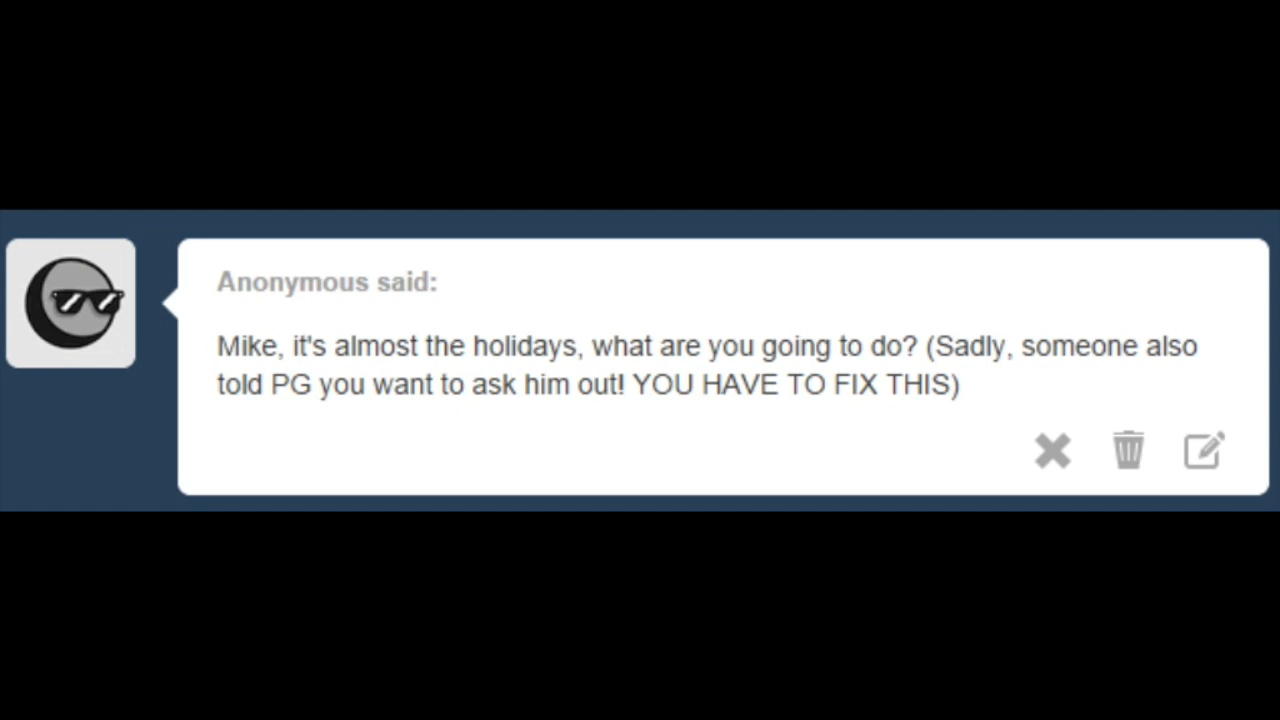 Anonymous said:
Mike, it's almost the holidays, what are you going to do? (Sadly, someone also
told PG you want to ask him out! YOU HAVE TO FIX THIS)